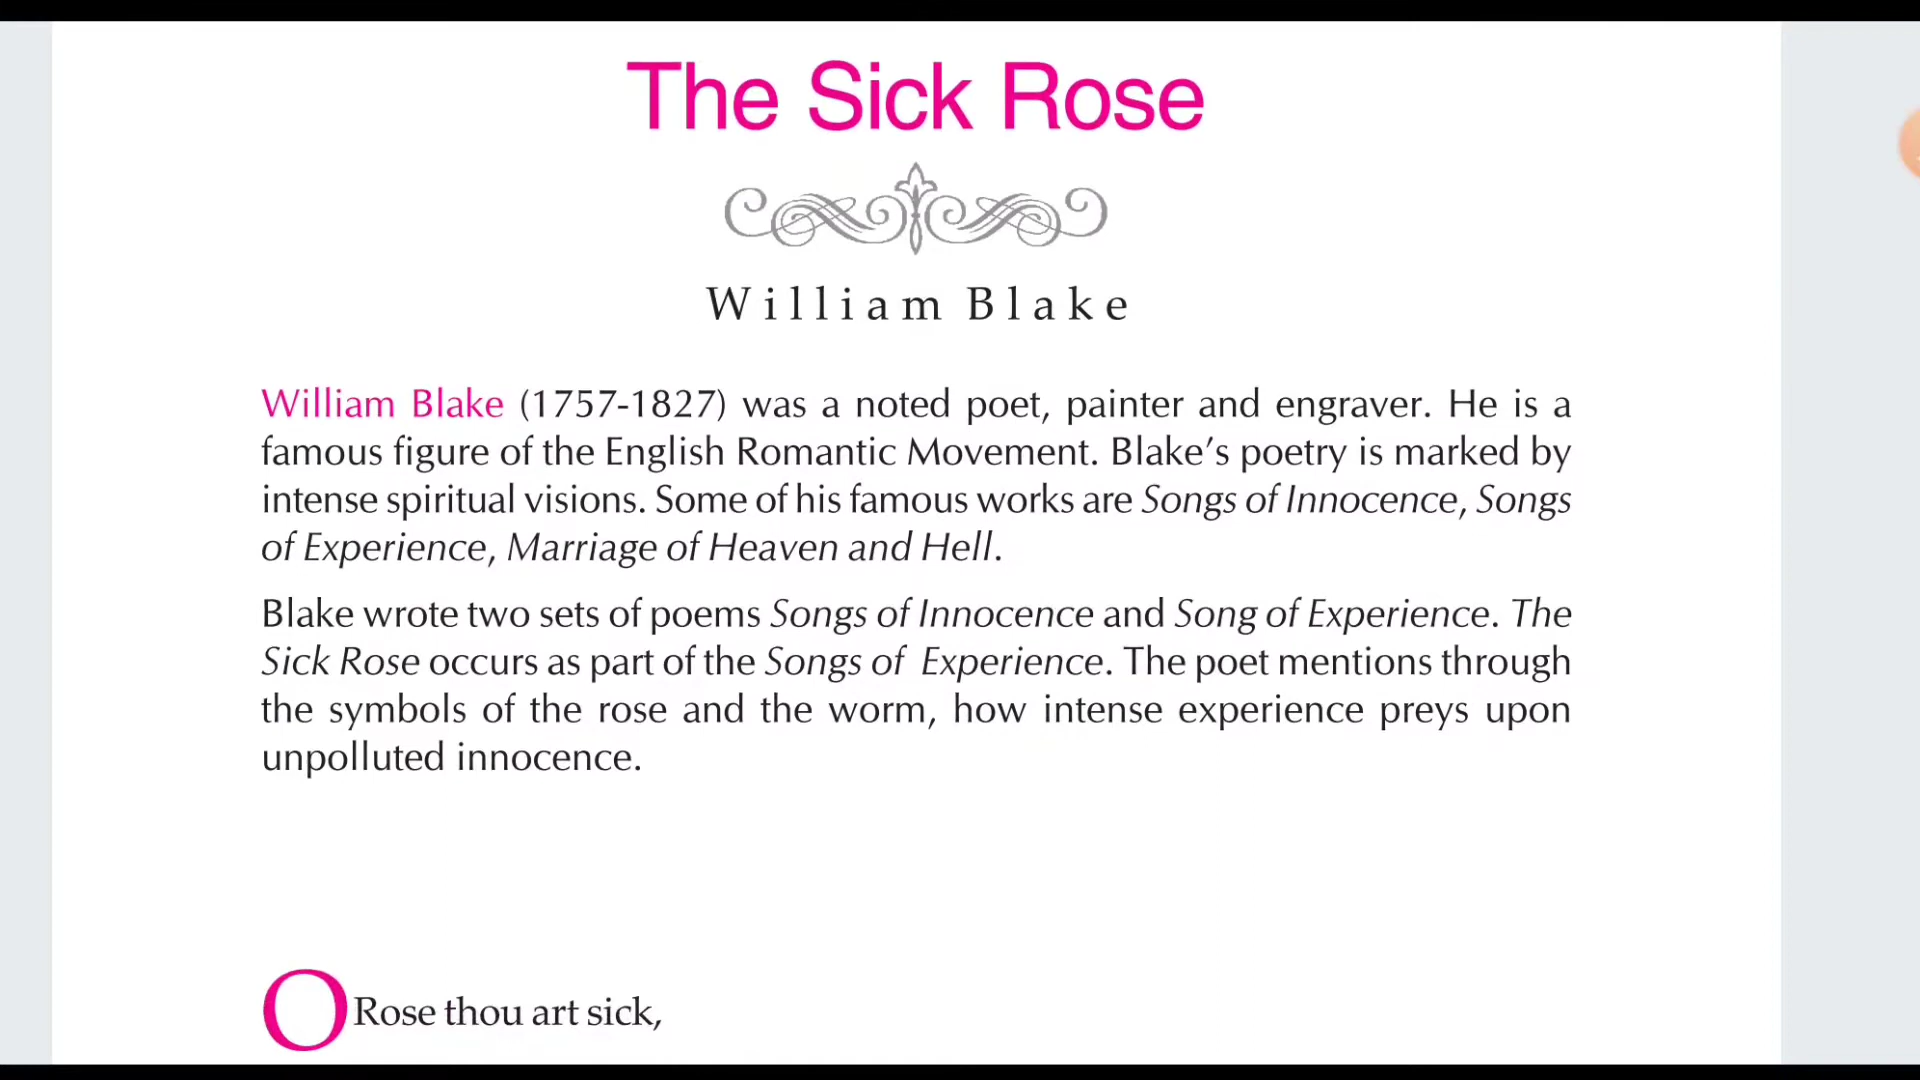 The Sick Rose
William Blake
William Blake (1757-1827) was a noted poet, painter and engraver. He is a
famous figure of the English Romantic Movement. Blake’s poetry is marked by
intense spiritual visions. Some of his famous works are Songs of Innocence, Songs
of Experience, Marriage of Heaven and Hell.
Blake wrote two sets of poems Songs of Innocence and Song of Experience. The
Sick Rose occurs as part of the Songs of Experience. The poet mentions through
the symbols of the rose and the worm, how intense experience preys upon
unpolluted innocence.
O Rose thou art sick,